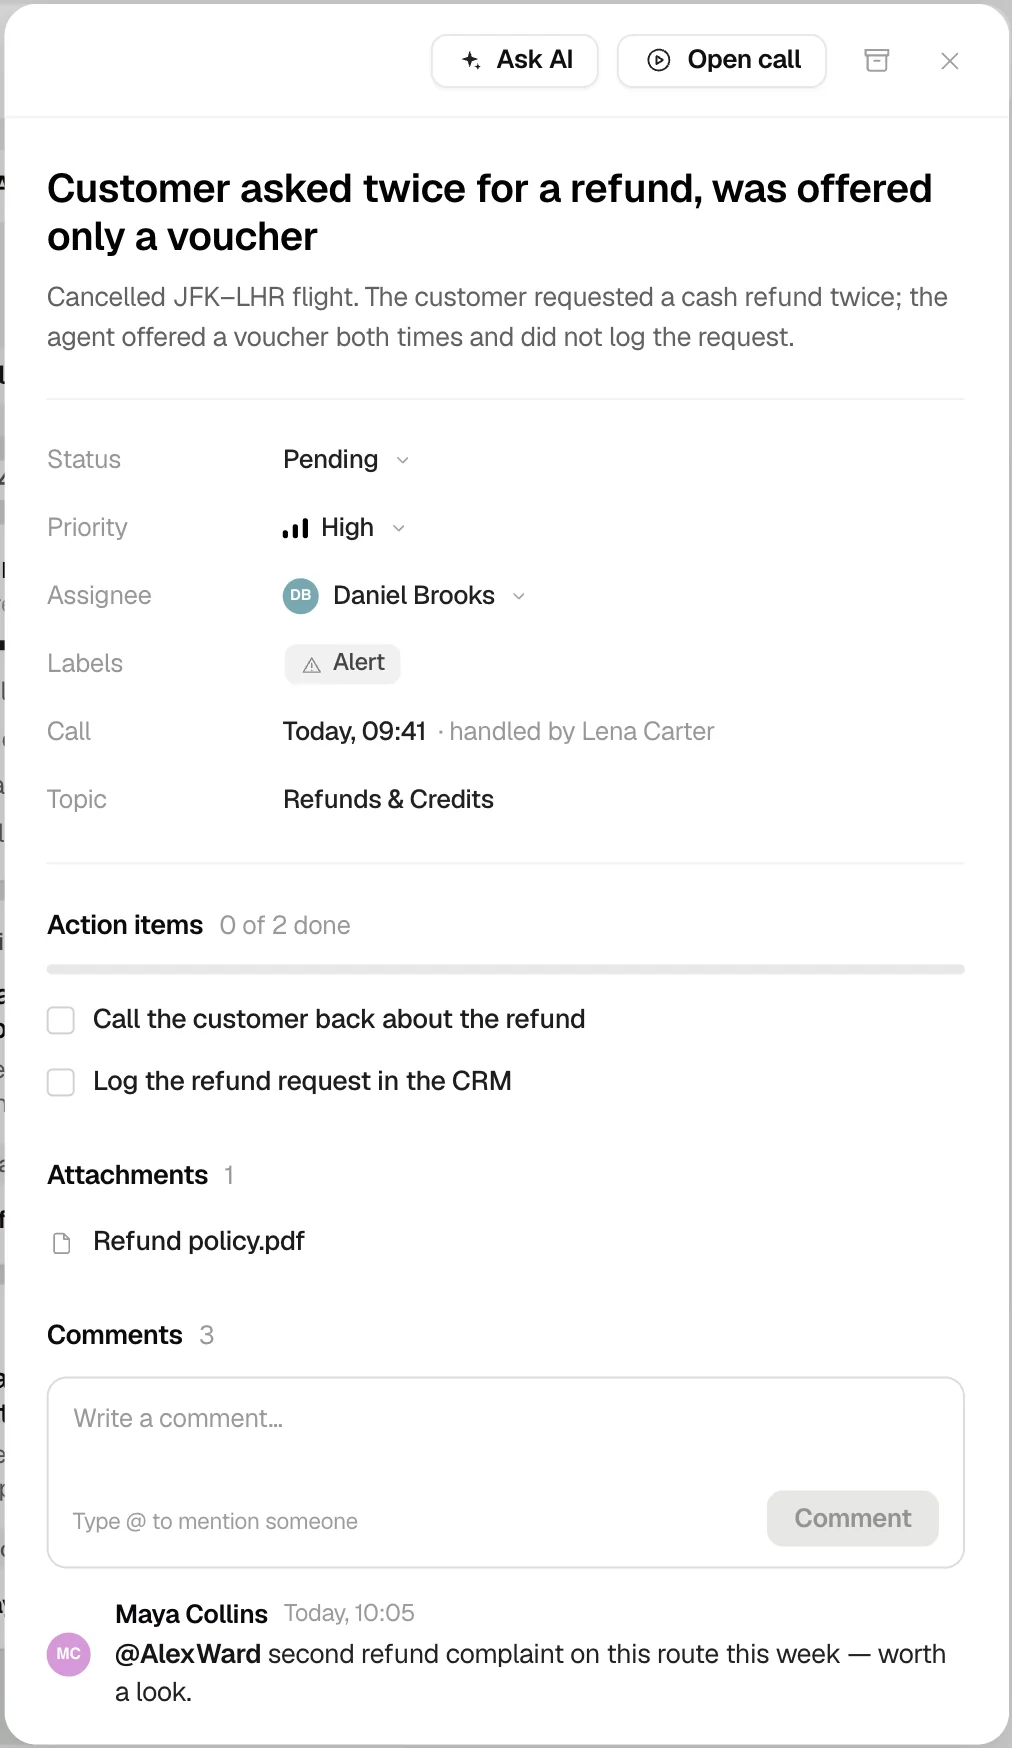 Ask AI
Open call
Customer asked twice for a refund, was offered
only a voucher
Cancelled JFK–LHR flight. The customer requested a cash refund twice; the
agent offered a voucher both times and did not log the request.
Status Pending
Priority High
Assignee DB Daniel Brooks
Labels Alert
Call Today, 09:41 · handled by Lena Carter
Topic Refunds & Credits
Action items 0 of 2 done
Call the customer back about the refund
Log the refund request in the CRM
Attachments 1
Refund policy.pdf
Comments 3
Write a comment...
Type @ to mention someone
Comment
Maya Collins Today, 10:05
MC
@AlexWard second refund complaint on this route this week — worth
a look.